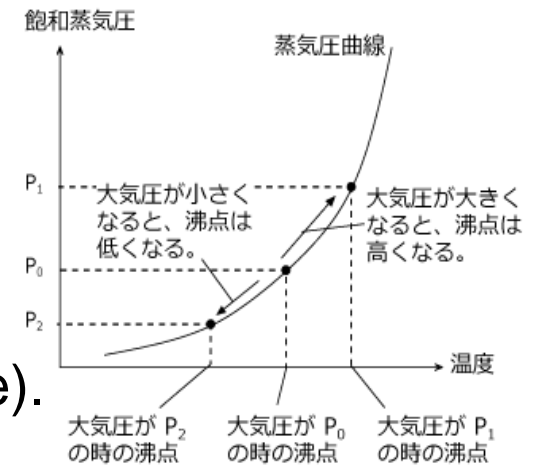 飽和蒸気圧
蒸気圧曲線
P₁
大気圧が小さく
なると、沸点は
低くなる。
大気圧が大きく
なると、沸点は
高くなる。
P₀
P₂
温度
e).
大気圧が P₂
の時の沸点
大気圧が P₀
の時の沸点
大気圧が P₁
の時の沸点